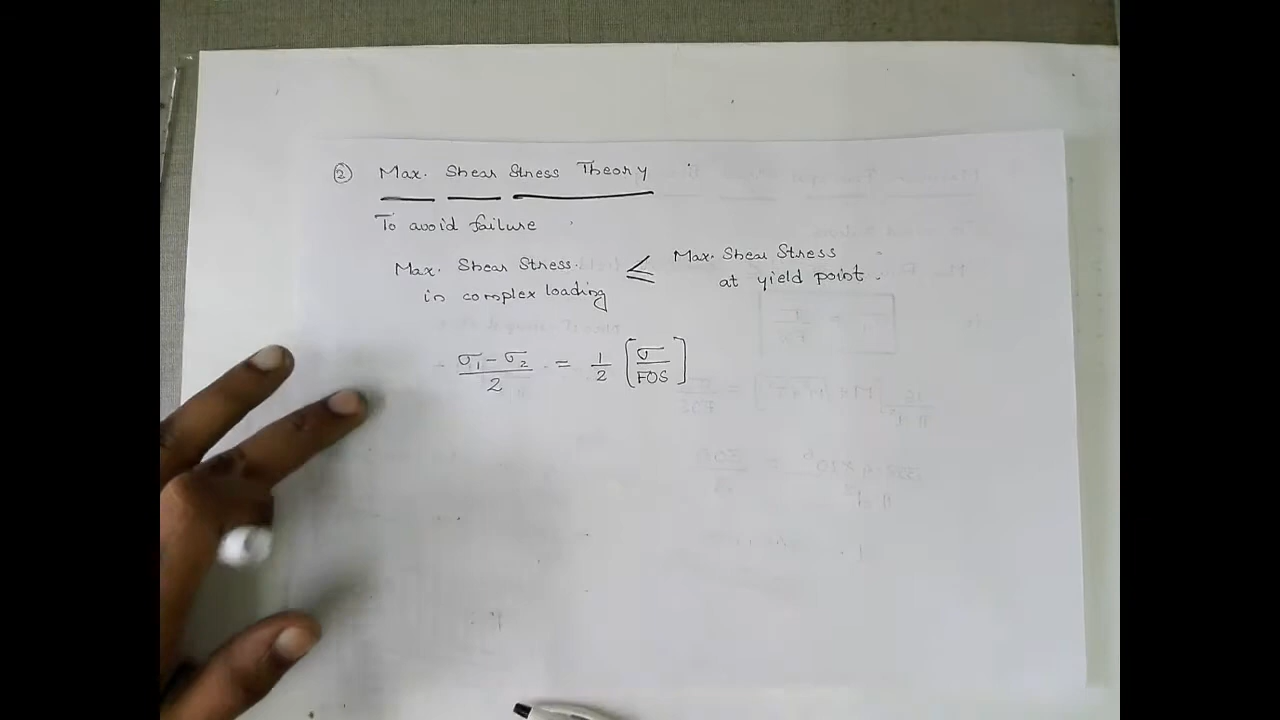 ② Max. Shear Stress Theory
To avoid failure
Max. Shear Stress. ≤ Max. Shear Stress
in complex loading at yield point.
σ₁ - σ₂ / 2 = 1/2 [σ / FOS]